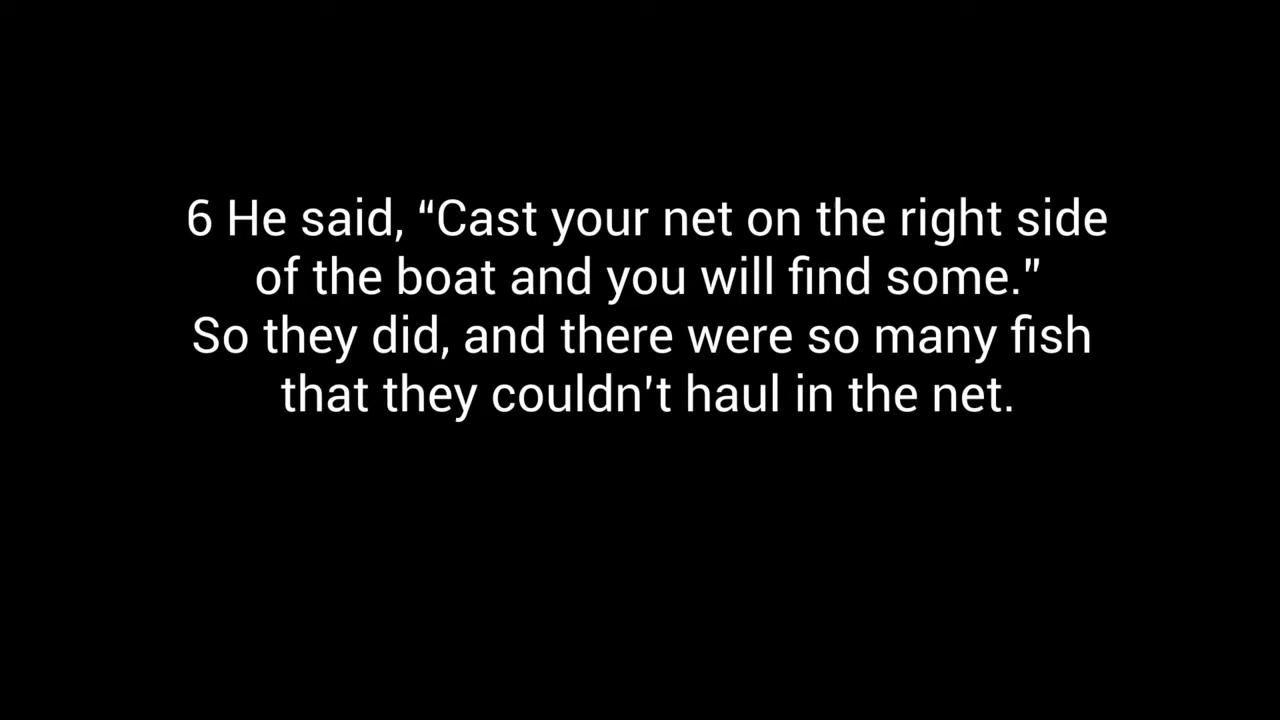 6 He said, “Cast your net on the right side
of the boat and you will find some.”
So they did, and there were so many fish
that they couldn't haul in the net.